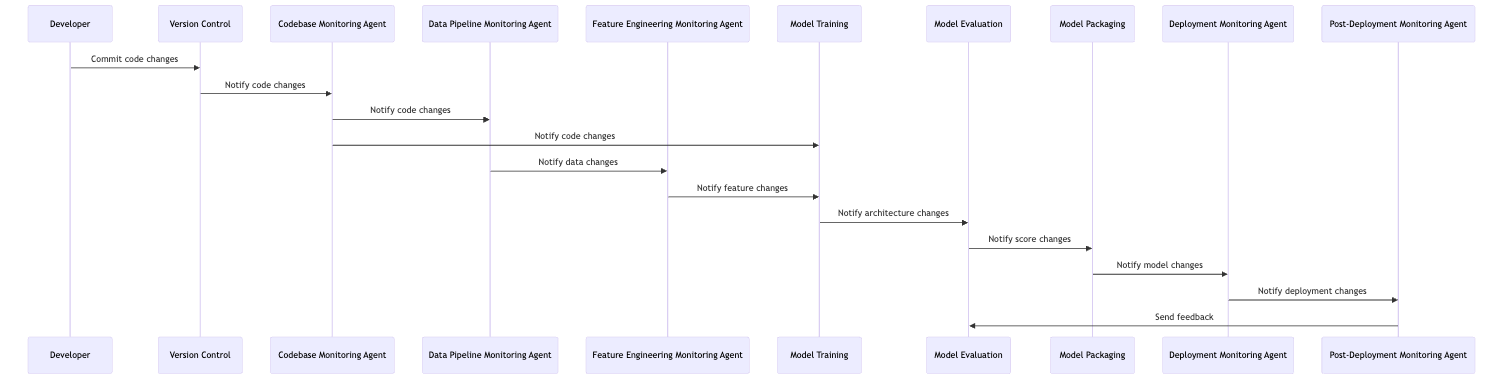 Developer
Version Control
Codebase Monitoring Agent
Data Pipeline Monitoring Agent
Feature Engineering Monitoring Agent
Model Training
Model Evaluation
Model Packaging
Deployment Monitoring Agent
Post-Deployment Monitoring Agent
Commit code changes
Notify code changes
Notify code changes
Notify code changes
Notify data changes
Notify feature changes
Notify architecture changes
Notify score changes
Notify model changes
Notify deployment changes
Send feedback
Developer
Version Control
Codebase Monitoring Agent
Data Pipeline Monitoring Agent
Feature Engineering Monitoring Agent
Model Training
Model Evaluation
Model Packaging
Deployment Monitoring Agent
Post-Deployment Monitoring Agent